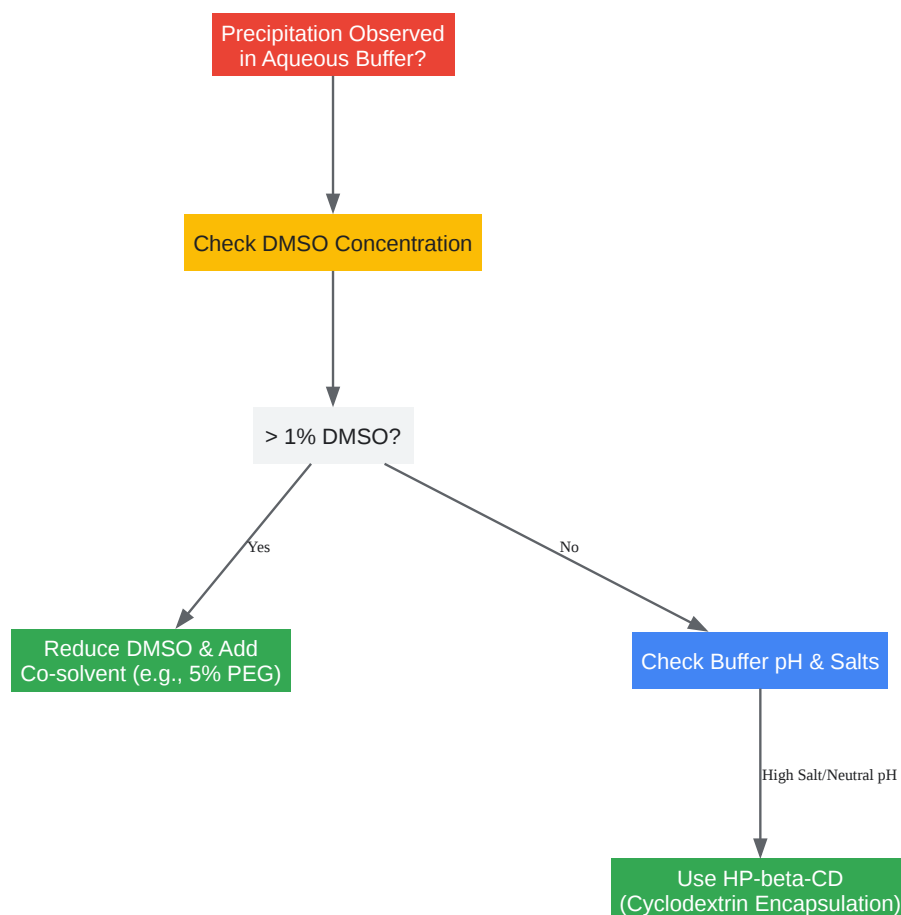 Precipitation Observed
in Aqueous Buffer?
Check DMSO Concentration
> 1% DMSO?
Yes
No
Reduce DMSO & Add
Co-solvent (e.g., 5% PEG)
Check Buffer pH & Salts
High Salt/Neutral pH
Use HP-beta-CD
(Cyclodextrin Encapsulation)